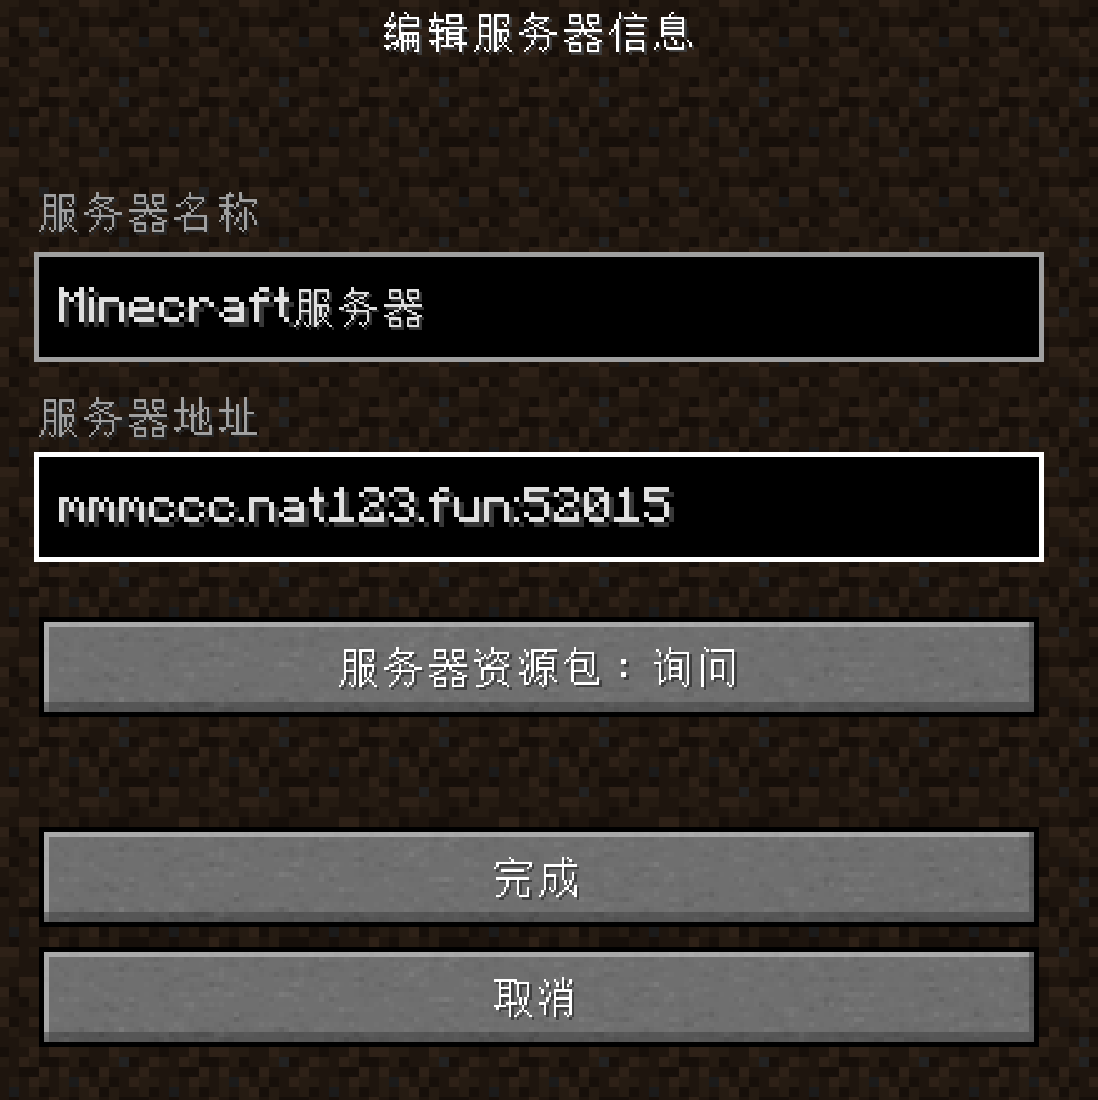 编辑服务器信息
服务器名称
Minecraft服务器
服务器地址
mmmccc.nat123.fun:52015
服务器资源包：询问
完成
取消